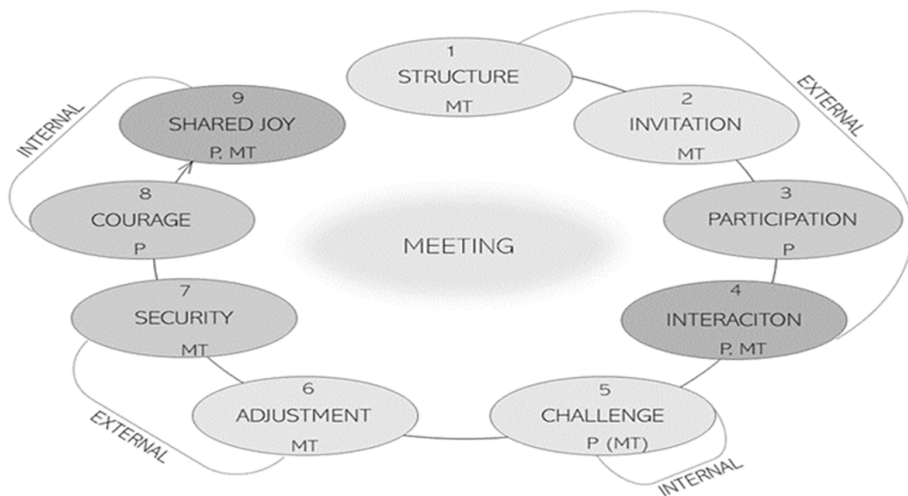 1
STRUCTURE
MT
EXTERNAL
2
INVITATION
MT
3
PARTICIPATION
P
4
INTERACITON
P, MT
5
CHALLENGE
P (MT)
INTERNAL
6
ADJUSTMENT
MT
EXTERNAL
7
SECURITY
MT
8
COURAGE
P
INTERNAL
9
SHARED JOY
P, MT
MEETING